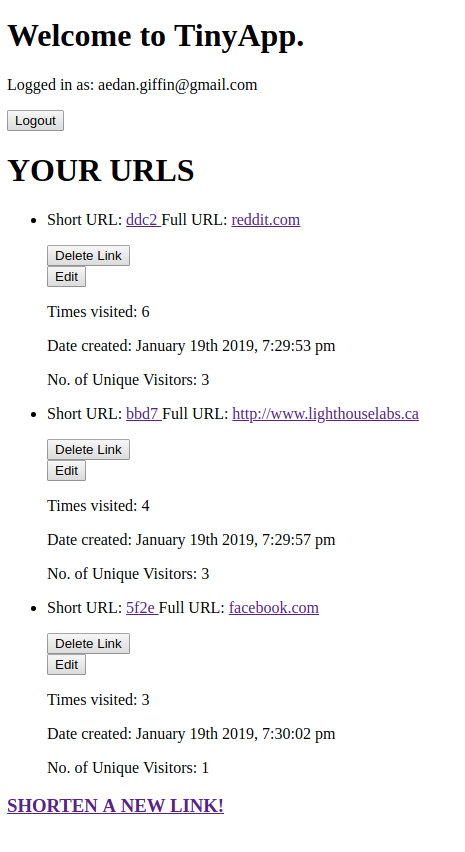 Welcome to TinyApp.
Logged in as: aedan.giffin@gmail.com
Logout
YOUR URLS
Short URL: ddc2 Full URL: reddit.com
Delete Link
Edit
Times visited: 6
Date created: January 19th 2019, 7:29:53 pm
No. of Unique Visitors: 3
Short URL: bbd7 Full URL: http://www.lighthouselabs.ca
Delete Link
Edit
Times visited: 4
Date created: January 19th 2019, 7:29:57 pm
No. of Unique Visitors: 3
Short URL: 5f2e Full URL: facebook.com
Delete Link
Edit
Times visited: 3
Date created: January 19th 2019, 7:30:02 pm
No. of Unique Visitors: 1
SHORTEN A NEW LINK!